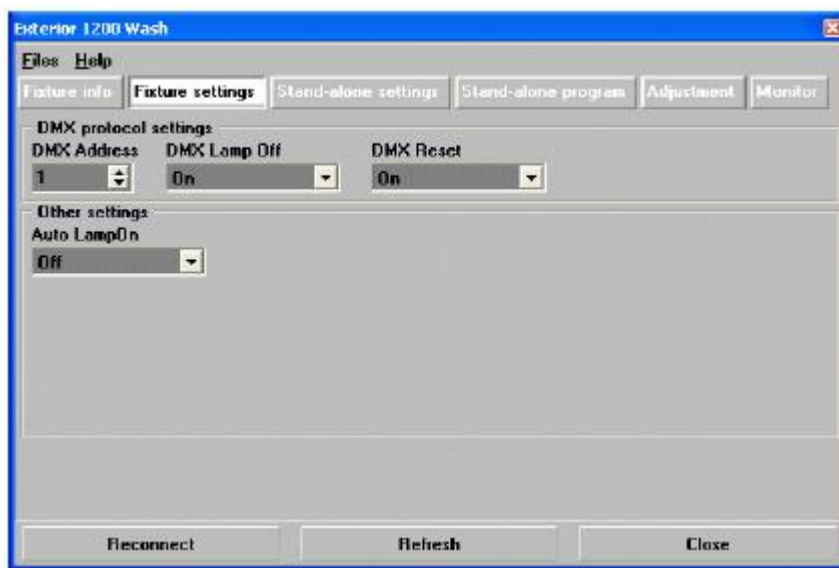 Exterior 1200 Wash
Files Help
Fixture info Fixture settings Stand-alone settings Stand-alone program Adjustment Monitor
DMX protocol settings
DMX Address DMX Lamp Off DMX Reset
1 On On
Other settings
Auto LampOn
Off
Reconnect Refresh Close